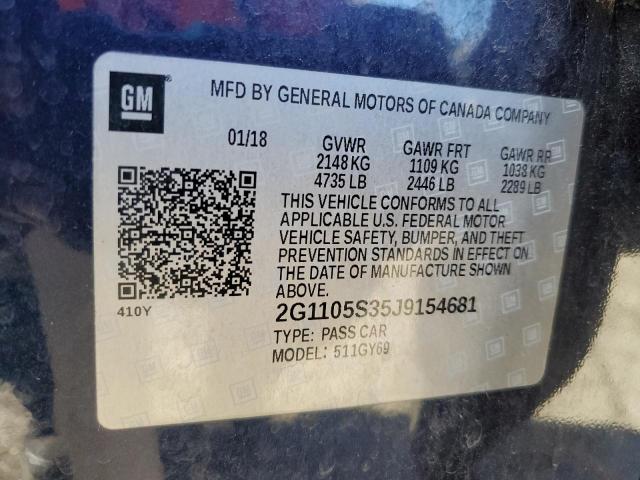 GM
MFD BY GENERAL MOTORS OF CANADA COMPANY
01/18 GVWR GAWR FRT GAWR RR
2148 KG 1109 KG 1038 KG
4735 LB 2446 LB 2289 LB
THIS VEHICLE CONFORMS TO ALL
APPLICABLE U.S. FEDERAL MOTOR
VEHICLE SAFETY, BUMPER, AND THEFT
PREVENTION STANDARDS IN EFFECT ON
THE DATE OF MANUFACTURE SHOWN
ABOVE.
410Y
2G1105S35J9154681
TYPE: PASS CAR
MODEL: 511GY69